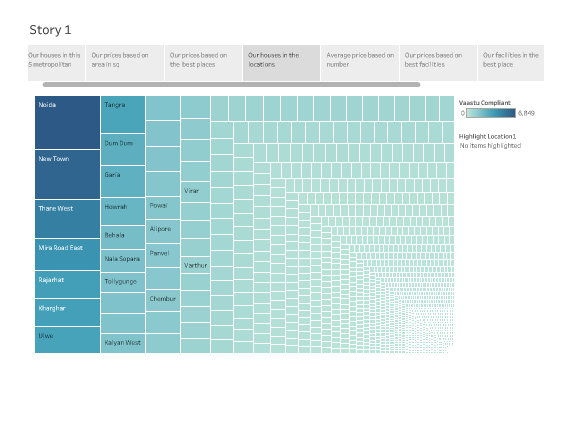 Story 1
Our houses in this
5 metropolitan
Our prices based on
area in sq
Our prices based on
the best places
Our houses in the
locations
Average price based on
number
Our prices based on
best facilities
Our facilities in the
best place
Noida
New Town
Thane West
Mira Road East
Rajarhat
Kharghar
Ulwe
Tangra
Dum Dum
Garia
Howrah
Behala
Nala Sopara
Tollygunge
Kalyan West
Powai
Alipore
Panvel
Chembur
Virar
Varthur
Vaastu Compliant
0
6,849
Highlight Location1
No items highlighted